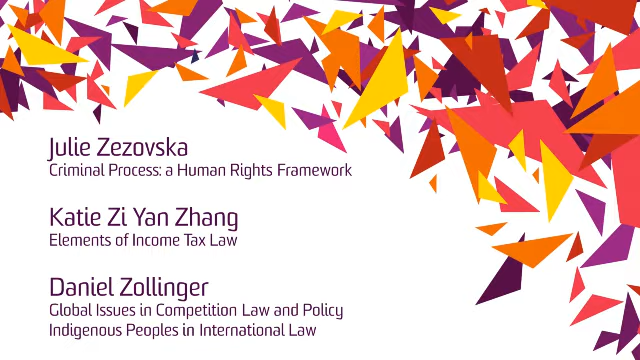 Julie Zezovska
Criminal Process: a Human Rights Framework
Katie Zi Yan Zhang
Elements of Income Tax Law
Daniel Zollinger
Global Issues in Competition Law and Policy
Indigenous Peoples in International Law